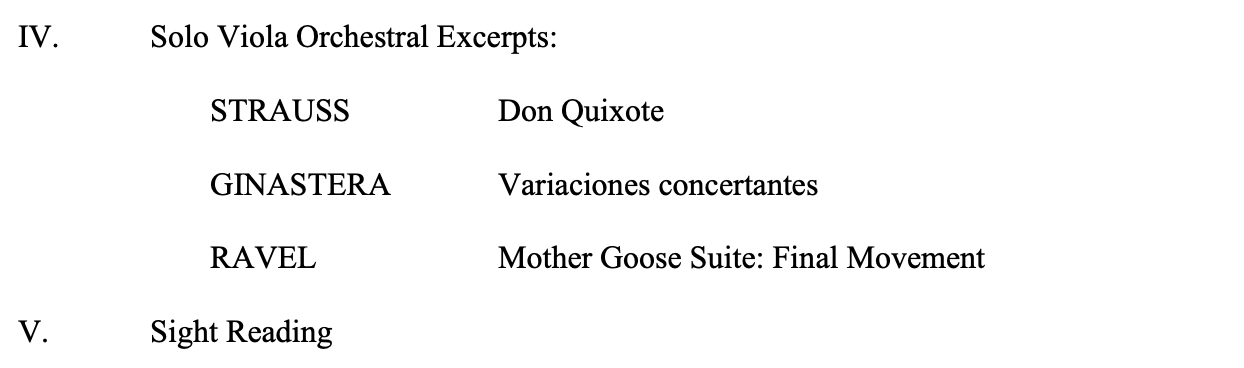 IV. Solo Viola Orchestral Excerpts:
STRAUSS Don Quixote
GINASTERA Variaciones concertantes
RAVEL Mother Goose Suite: Final Movement
V. Sight Reading